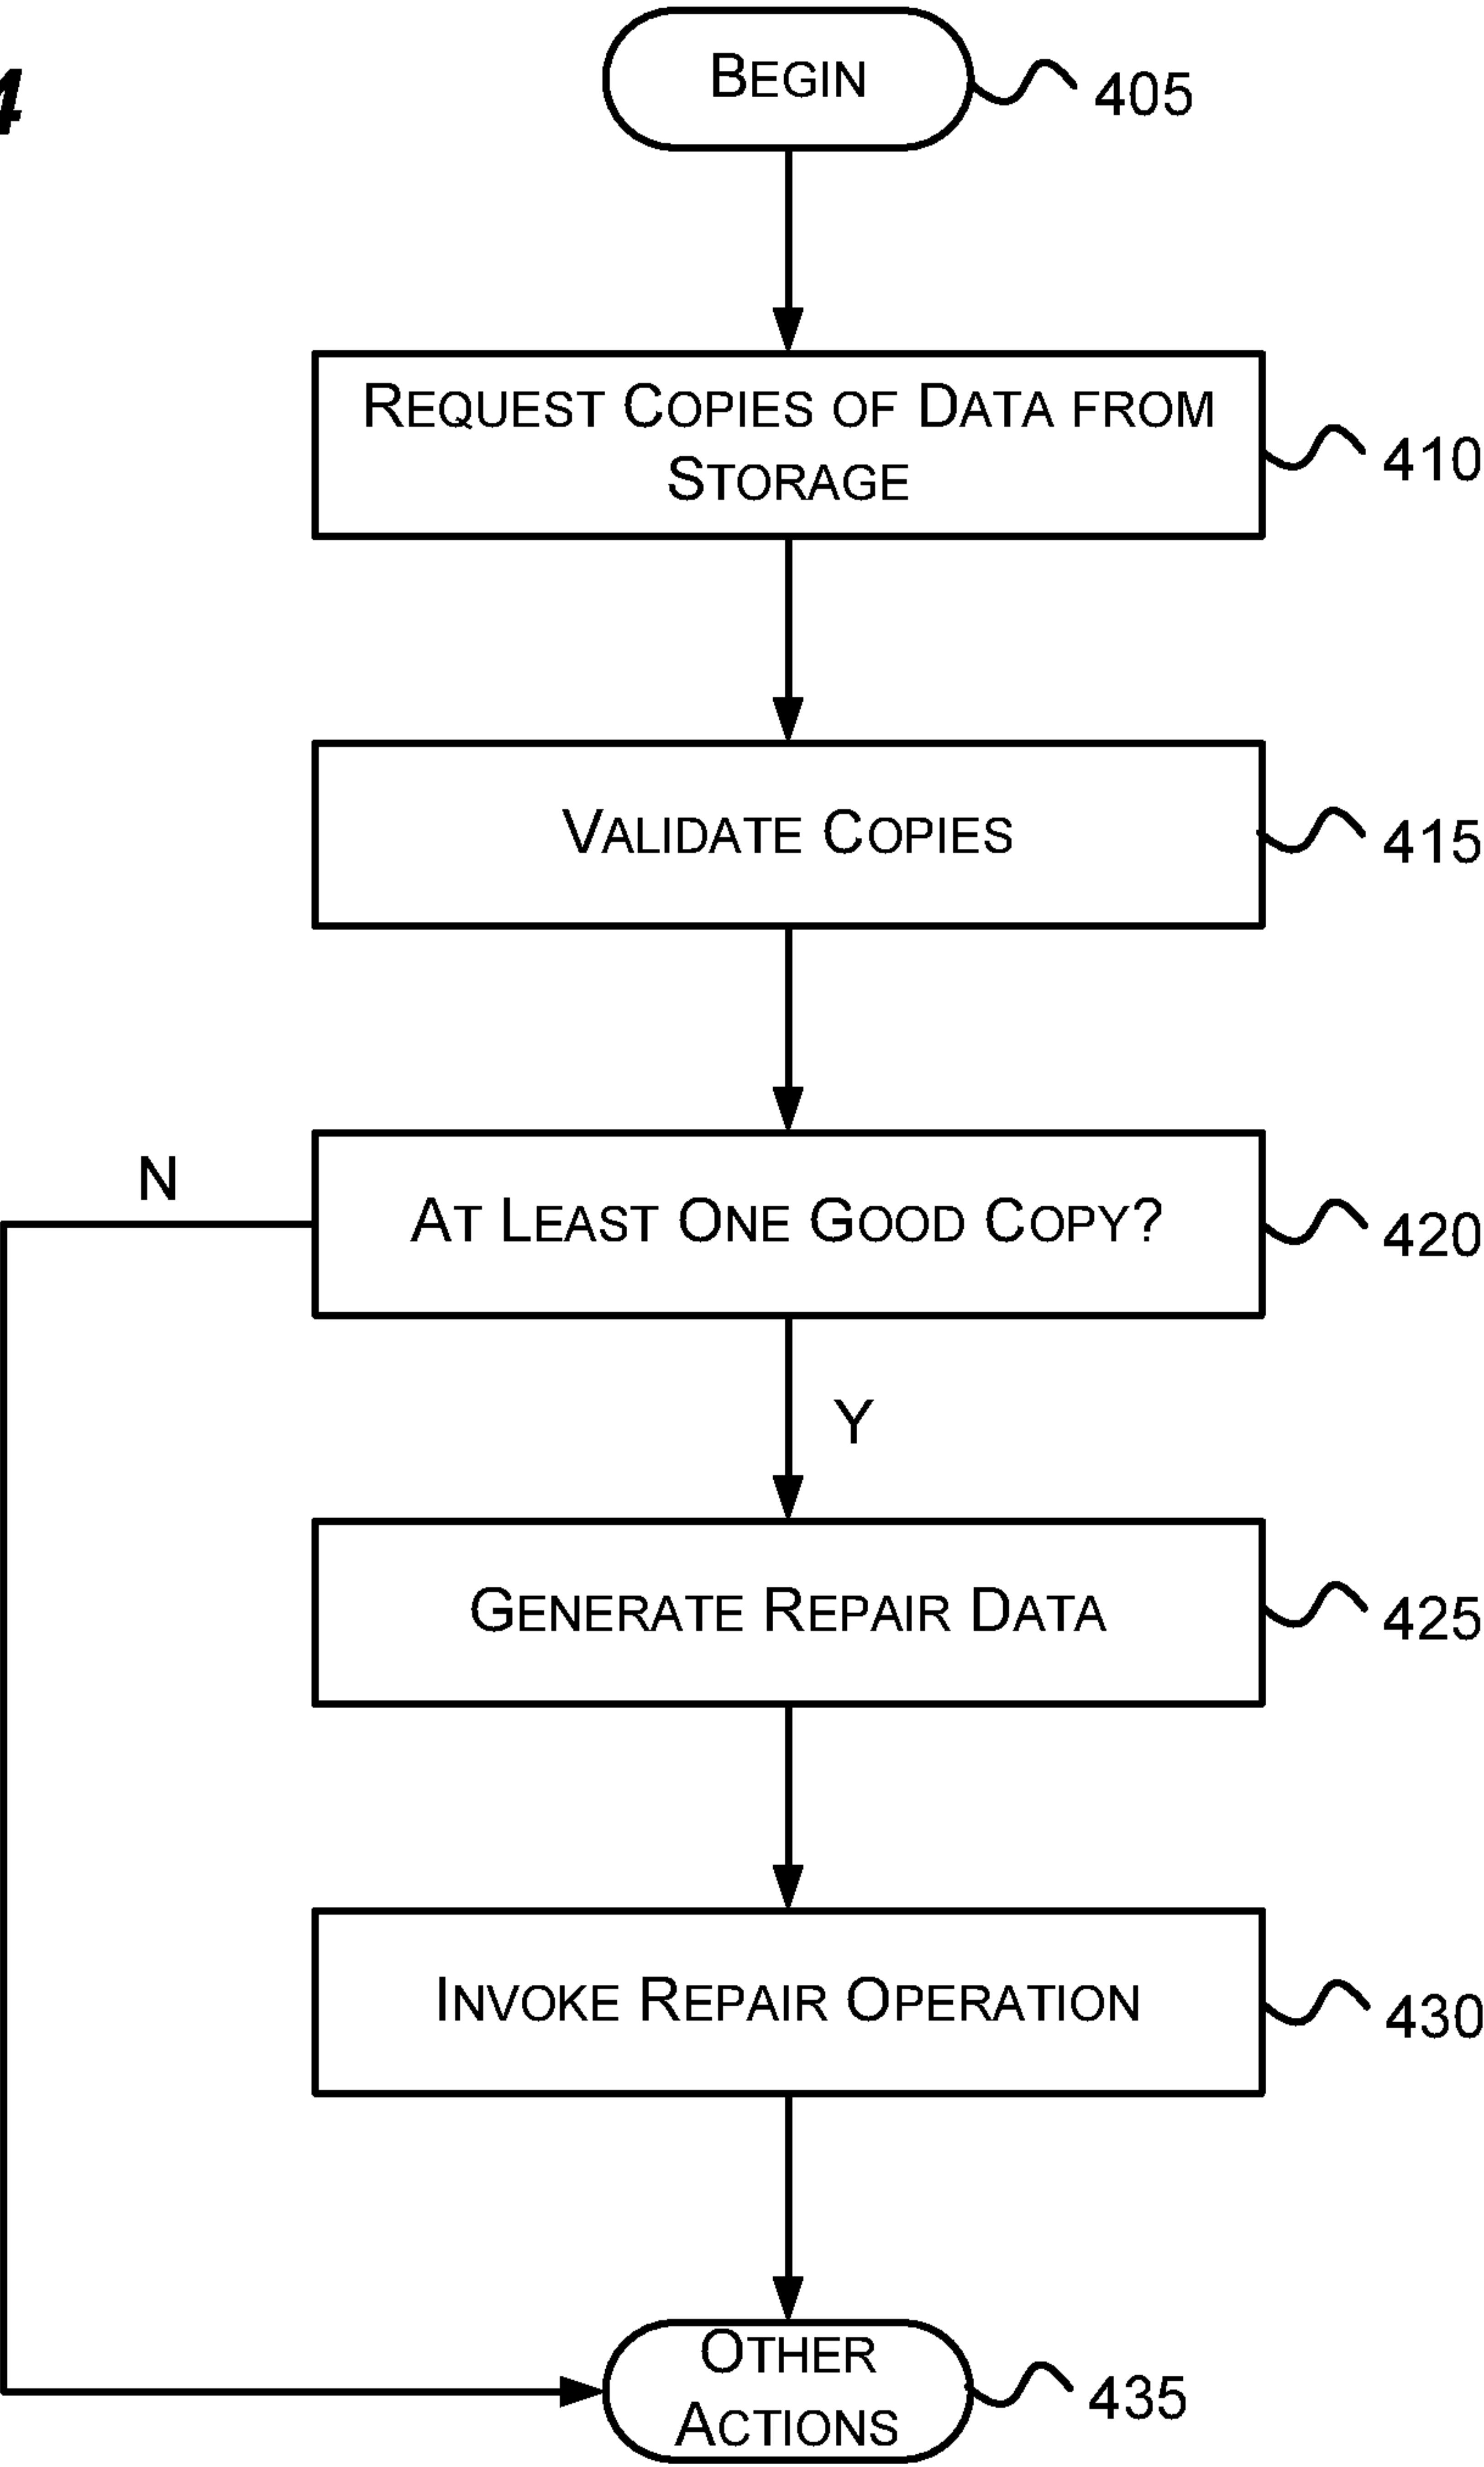 4
BEGIN
405
REQUEST COPIES OF DATA FROM
STORAGE
410
VALIDATE COPIES
415
N
AT LEAST ONE GOOD COPY?
420
Y
GENERATE REPAIR DATA
425
INVOKE REPAIR OPERATION
430
OTHER
ACTIONS
435